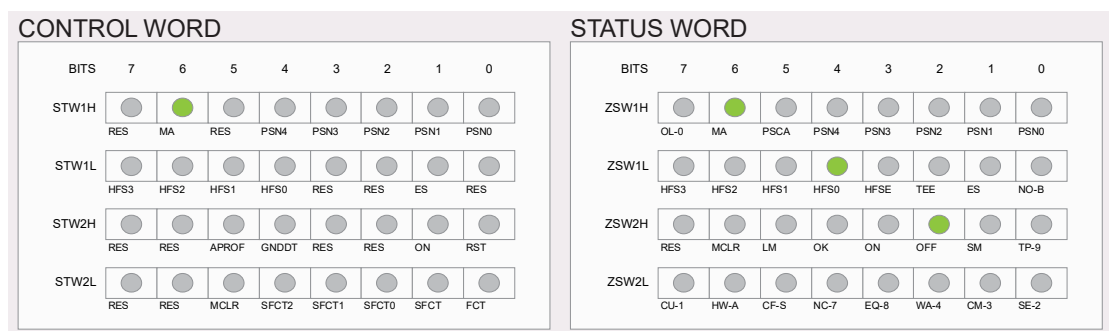 CONTROL WORD
BITS 7 6 5 4 3 2 1 0
STW1H
RES MA RES PSN4 PSN3 PSN2 PSN1 PSN0
STW1L
HFS3 HFS2 HFS1 HFS0 RES RES ES RES
STW2H
RES RES APROF GNDDT RES RES ON RST
STW2L
RES RES MCLR SFCT2 SFCT1 SFCT0 SFCT FCT
STATUS WORD
BITS 7 6 5 4 3 2 1 0
ZSW1H
OL-0 MA PSCA PSN4 PSN3 PSN2 PSN1 PSN0
ZSW1L
HFS3 HFS2 HFS1 HFS0 HFSE TEE ES NO-B
ZSW2H
RES MCLR LM OK ON OFF SM TP-9
ZSW2L
CU-1 HW-A CF-S NC-7 EQ-8 WA-4 CM-3 SE-2